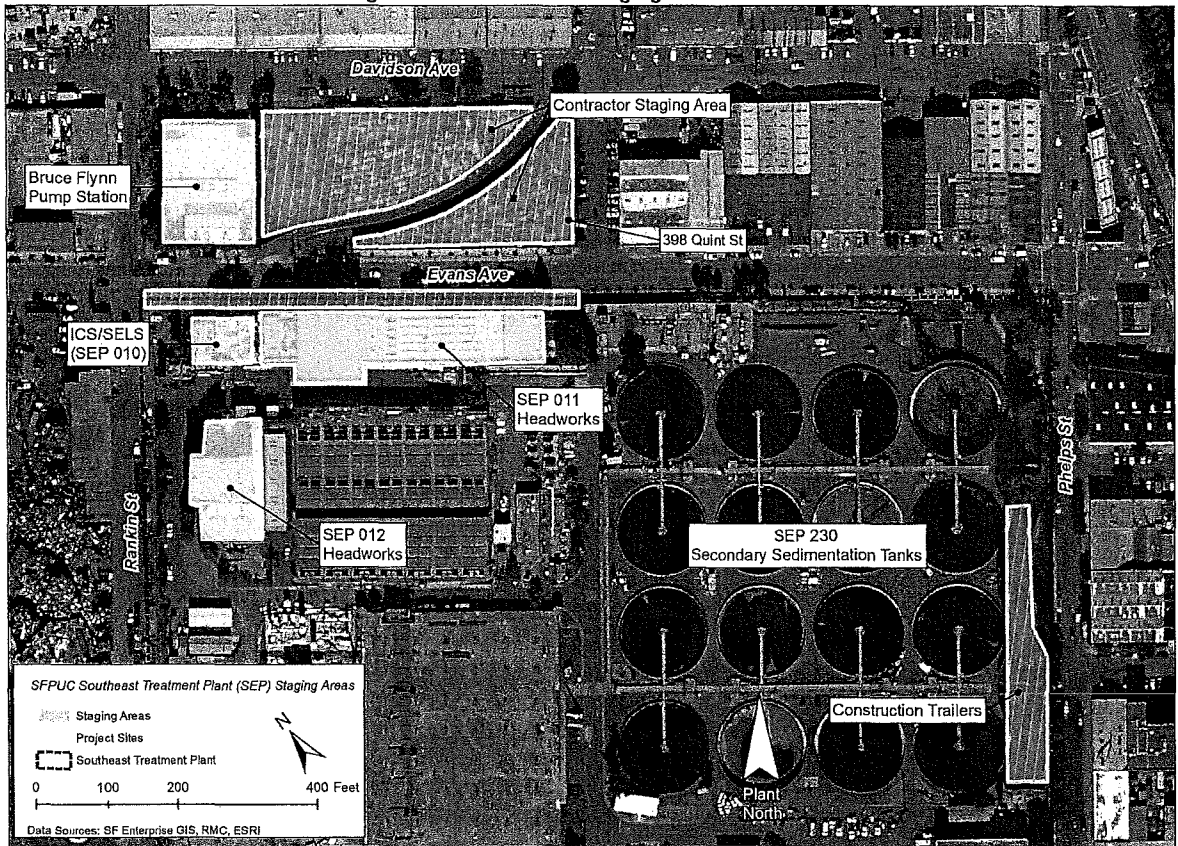 Davidson Ave
Contractor Staging Area
Bruce Flynn
Pump Station
398 Quint St
Evans Ave
ICS/SELS
(SEP 010)
SEP 011
Headworks
Phelps St
Rankin St
SEP 012
Headworks
SEP 230
Secondary Sedimentation Tanks
Construction Trailers
Plant
North
SFPUC Southeast Treatment Plant (SEP) Staging Areas
Staging Areas
N
Project Sites
Southeast Treatment Plant
0 100 200 400 Feet
Data Sources: SF Enterprise GIS, RMC, ESRI